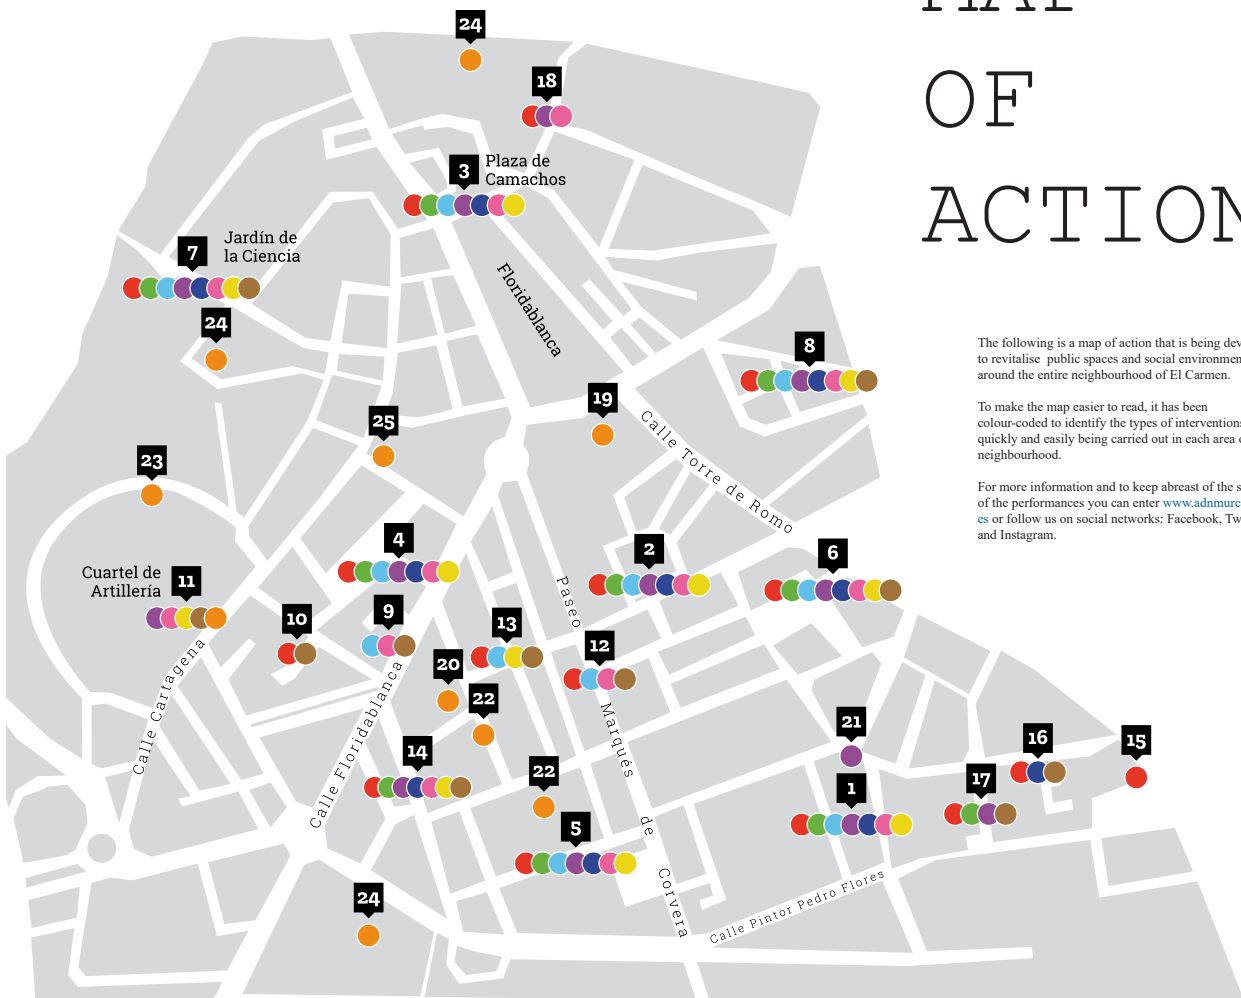 OF
ACTION
The following is a map of action that is being
to revitalise public spaces and social
around the entire neighbourhood of El Carmen.
To make the map easier to read, it has been
colour-coded to identify the types of
quickly and easily being carried out in each area
neighbourhood.
For more information and to keep abreast of the
of the performances you can enter www.adnmurc
es or follow us on social networks: Facebook,
and Instagram.
24
18
3
Plaza de
Camachos
7
Jardín de
la Ciencia
24
Floridablanca
8
19
25
Calle Torre de Romo
23
4
2
6
Cuartel de
Artillería
11
10
9
13
Paseo
12
20
22
Marqués
Calle Cartagena
Calle Floridablanca
14
22
21
16
15
17
1
5
de
Corvera
Calle Pintor Pedro Flores
24